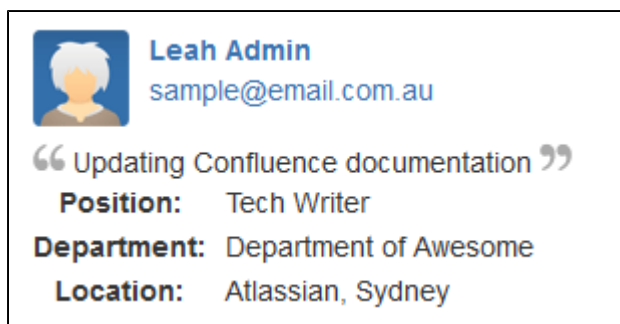 Leah Admin
sample@email.com.au
“ Updating Confluence documentation ”
Position: Tech Writer
Department: Department of Awesome
Location: Atlassian, Sydney